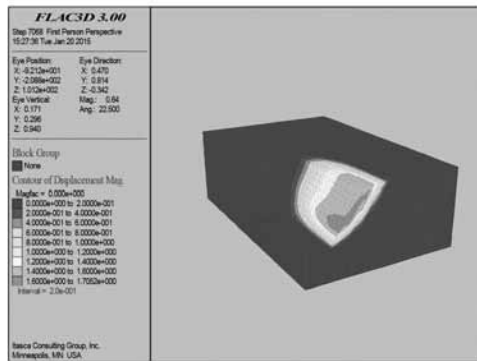 FLAC3D 3.00
Step 7068 First Person Perspective
15:27:36 Tue Jan 20 2015
Eye Position: Eye Direction:
X: -9.212e+001 X: 0.470
Y: -2.088e+002 Y: 0.814
Z: 1.012e+002 Z: -0.342
Eye Vertical: Mag.: 0.64
X: 0.171 Ang.: 22.500
Y: 0.296
Z: 0.940
Block Group
None
Contour of Displacement Mag.
Magfac = 0.000e+000
0.0000e+000 to 2.0000e-001
2.0000e-001 to 4.0000e-001
4.0000e-001 to 6.0000e-001
6.0000e-001 to 8.0000e-001
8.0000e-001 to 1.0000e+000
1.0000e+000 to 1.2000e+000
1.2000e+000 to 1.4000e+000
1.4000e+000 to 1.6000e+000
1.6000e+000 to 1.7052e+000
Interval = 2.0e-001
Itasca Consulting Group, Inc.
Minneapolis, MN USA